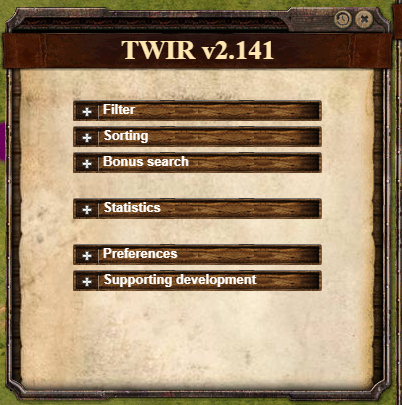 TWIR v2.141
Filter
Sorting
Bonus search
Statistics
Preferences
Supporting development